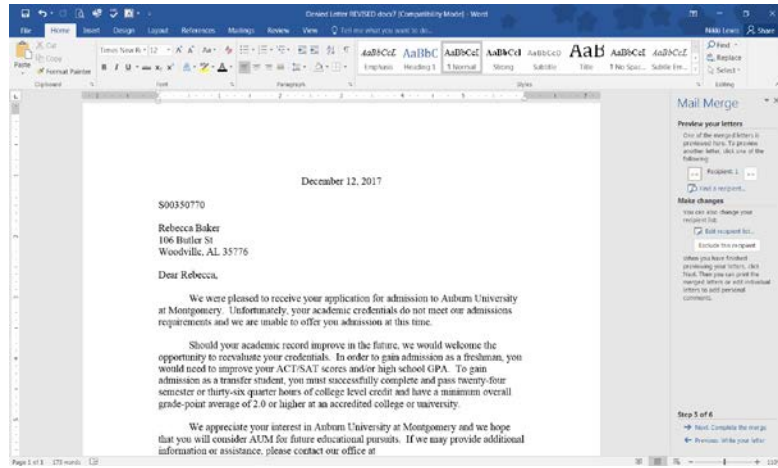 Denied Letter REVISED docx7 [Compatibility Mode] - Word
Nikki Lewis Share
File Home Insert Design Layout References Mailings Review View Tell me what you want to do...
Cut
Copy
Paste Format Painter
Times New R 12
Find
Replace
Select
AaBbCcI AaBbC AaBbCcI AaBbCcI AaBbCcD AaB AaBbCcI AaBbCcI
Emphasis Heading 1 1 Normal Strong Subtitle Title 1 No Spac... Subtle Em...
Clipboard Font Paragraph Styles Editing
Mail Merge
Preview your letters
One of the merged letters is
previewed here. To preview
another letter, click one of the
following:
Recipient: 1
Find a recipient...
Make changes
You can also change your
recipient list:
Edit recipient list...
Exclude this recipient
When you have finished
previewing your letters, click
Next. Then you can print the
merged letters or edit individual
letters to add personal
comments.
Step 5 of 6
Next: Complete the merge
Previous: Write your letter
December 12, 2017
S00350770
Rebecca Baker
106 Butler St
Woodville, AL 35776
Dear Rebecca,
We were pleased to receive your application for admission to Auburn University
at Montgomery. Unfortunately, your academic credentials do not meet our admissions
requirements and we are unable to offer you admission at this time.
Should your academic record improve in the future, we would welcome the
opportunity to reevaluate your credentials. In order to gain admission as a freshman, you
would need to improve your ACT/SAT scores and/or high school GPA. To gain
admission as a transfer student, you must successfully complete and pass twenty-four
semester or thirty-six quarter hours of college level credit and have a minimum overall
grade-point average of 2.0 or higher at an accredited college or university.
We appreciate your interest in Auburn University at Montgomery and we hope
that you will consider AUM for future educational pursuits. If we may provide additional
information or assistance, please contact our office at
Page 1 of 1 173 words